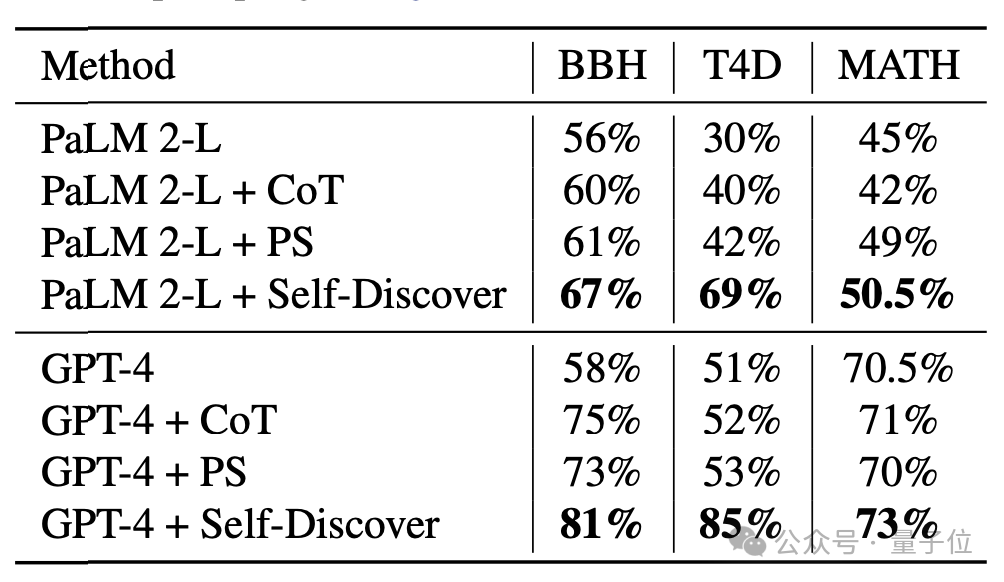 Method BBH T4D MATH
PaLM 2-L 56% 30% 45%
PaLM 2-L + CoT 60% 40% 42%
PaLM 2-L + PS 61% 42% 49%
PaLM 2-L + Self-Discover 67% 69% 50.5%
GPT-4 58% 51% 70.5%
GPT-4 + CoT 75% 52% 71%
GPT-4 + PS 73% 53% 70%
GPT-4 + Self-Discover 81% 85% 73%
公众号 · 量子位